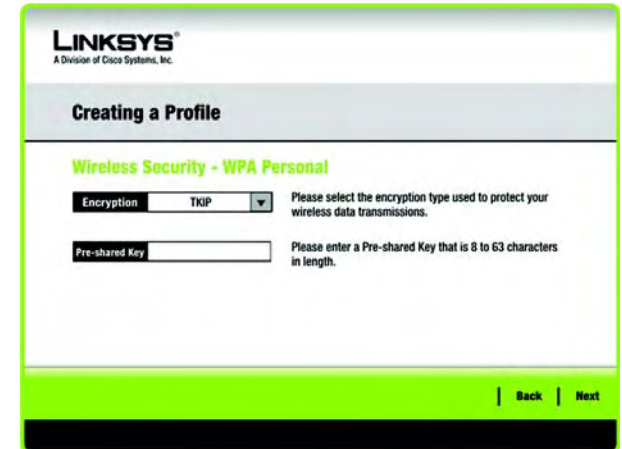 LINKSYS®
A Division of Cisco Systems, Inc.
Creating a Profile
Wireless Security - WPA Personal
Encryption TKIP Please select the encryption type used to protect your
wireless data transmissions.
Pre-shared Key Please enter a Pre-shared Key that is 8 to 63 characters
in length.
Back Next